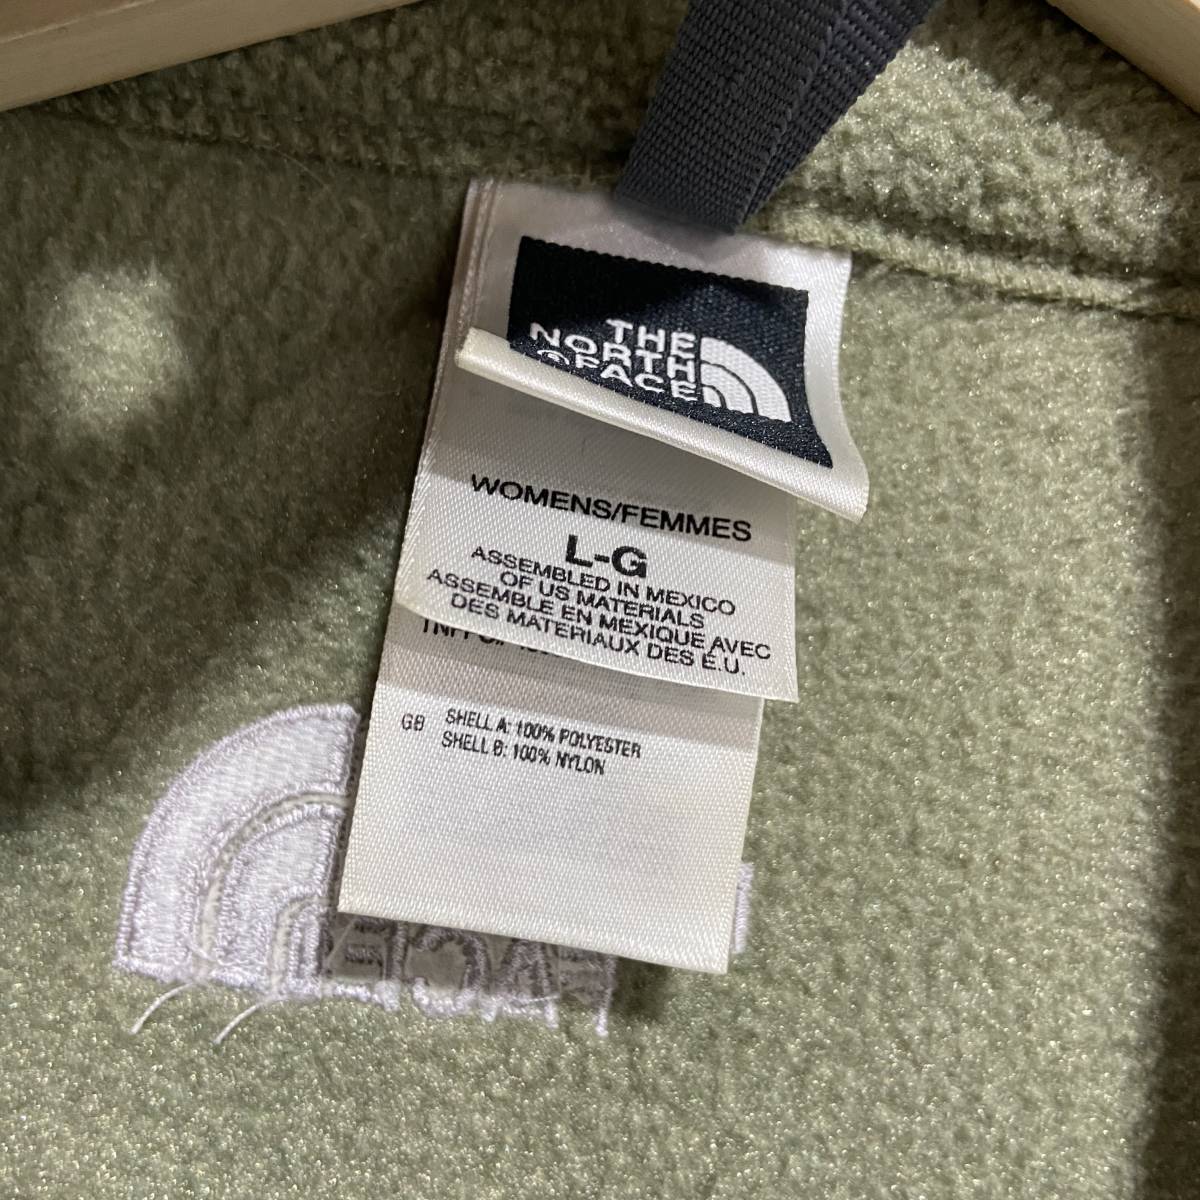 THE
NORTH
FACE
WOMENS/FEMMES
L-G
ASSEMBLED IN MEXICO
OF US MATERIALS
ASSEMBLE EN MEXIQUE AVEC
DES MATERIAUX DES É.U.
GB SHELL A: 100% POLYESTER
SHELL B: 100% NYLON